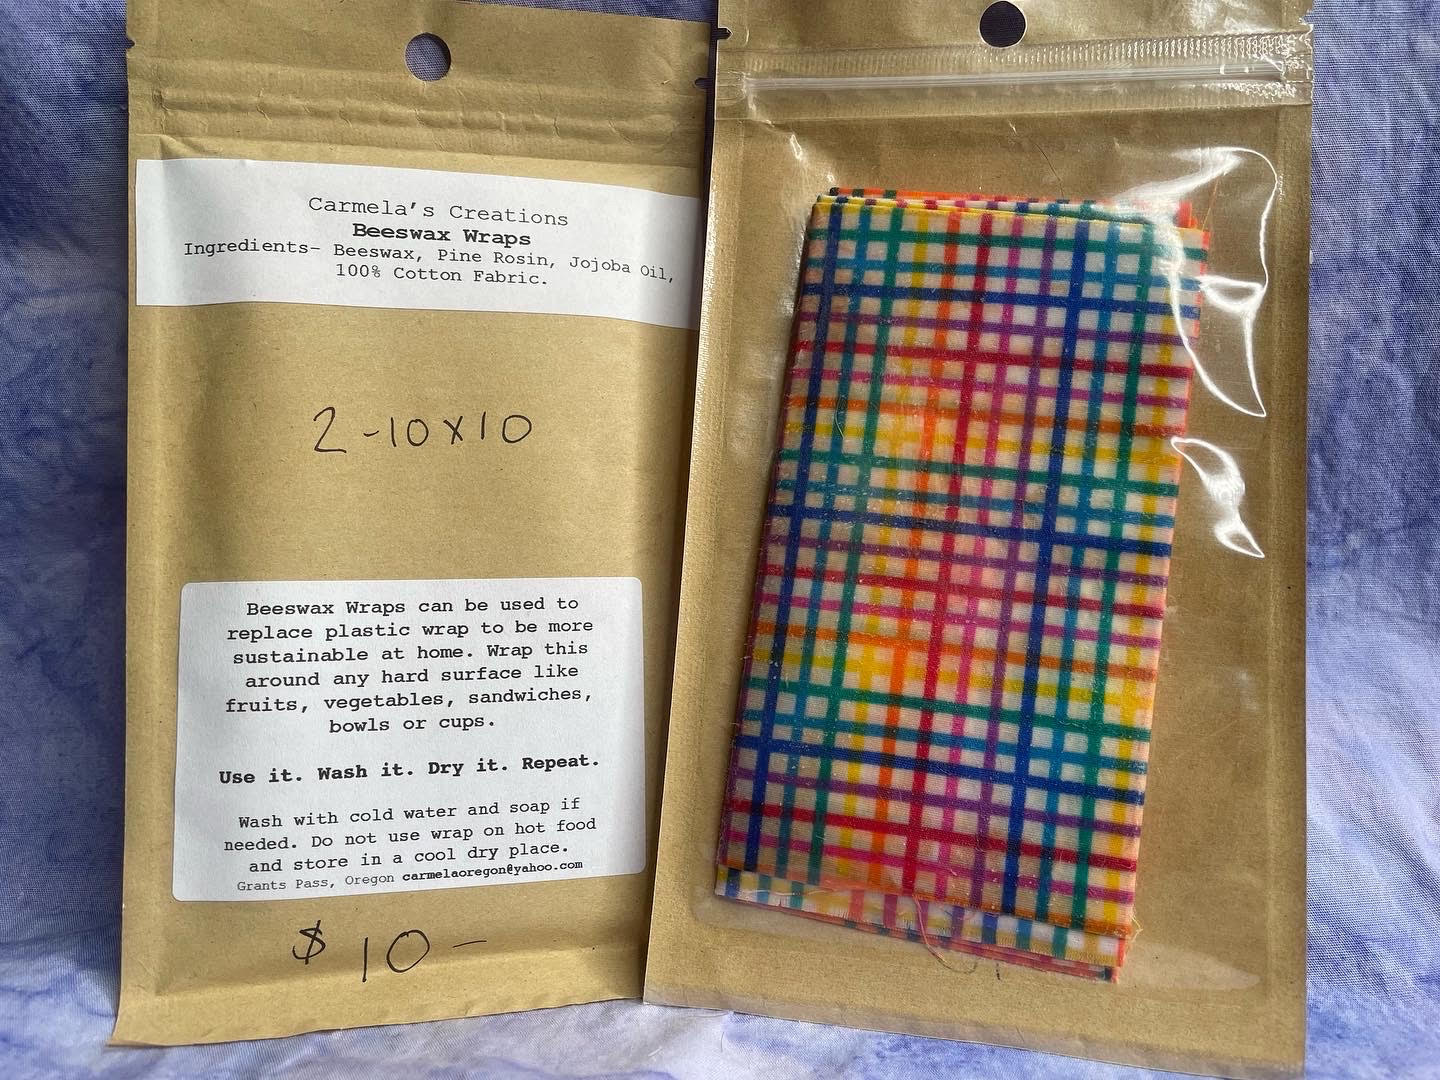 Carmela's Creations
Beeswax Wraps
Ingredients- Beeswax, Pine Rosin, Jojoba Oil,
100% Cotton Fabric.
2-10x10
Beeswax Wraps can be used to
replace plastic wrap to be more
sustainable at home. Wrap this
around any hard surface like
fruits, vegetables, sandwiches,
bowls or cups.
Use it. Wash it. Dry it. Repeat.
Wash with cold water and soap if
needed. Do not use wrap on hot food
and store in a cool dry place.
Grants Pass, Oregon carmelaoregon@yahoo.com
$10-